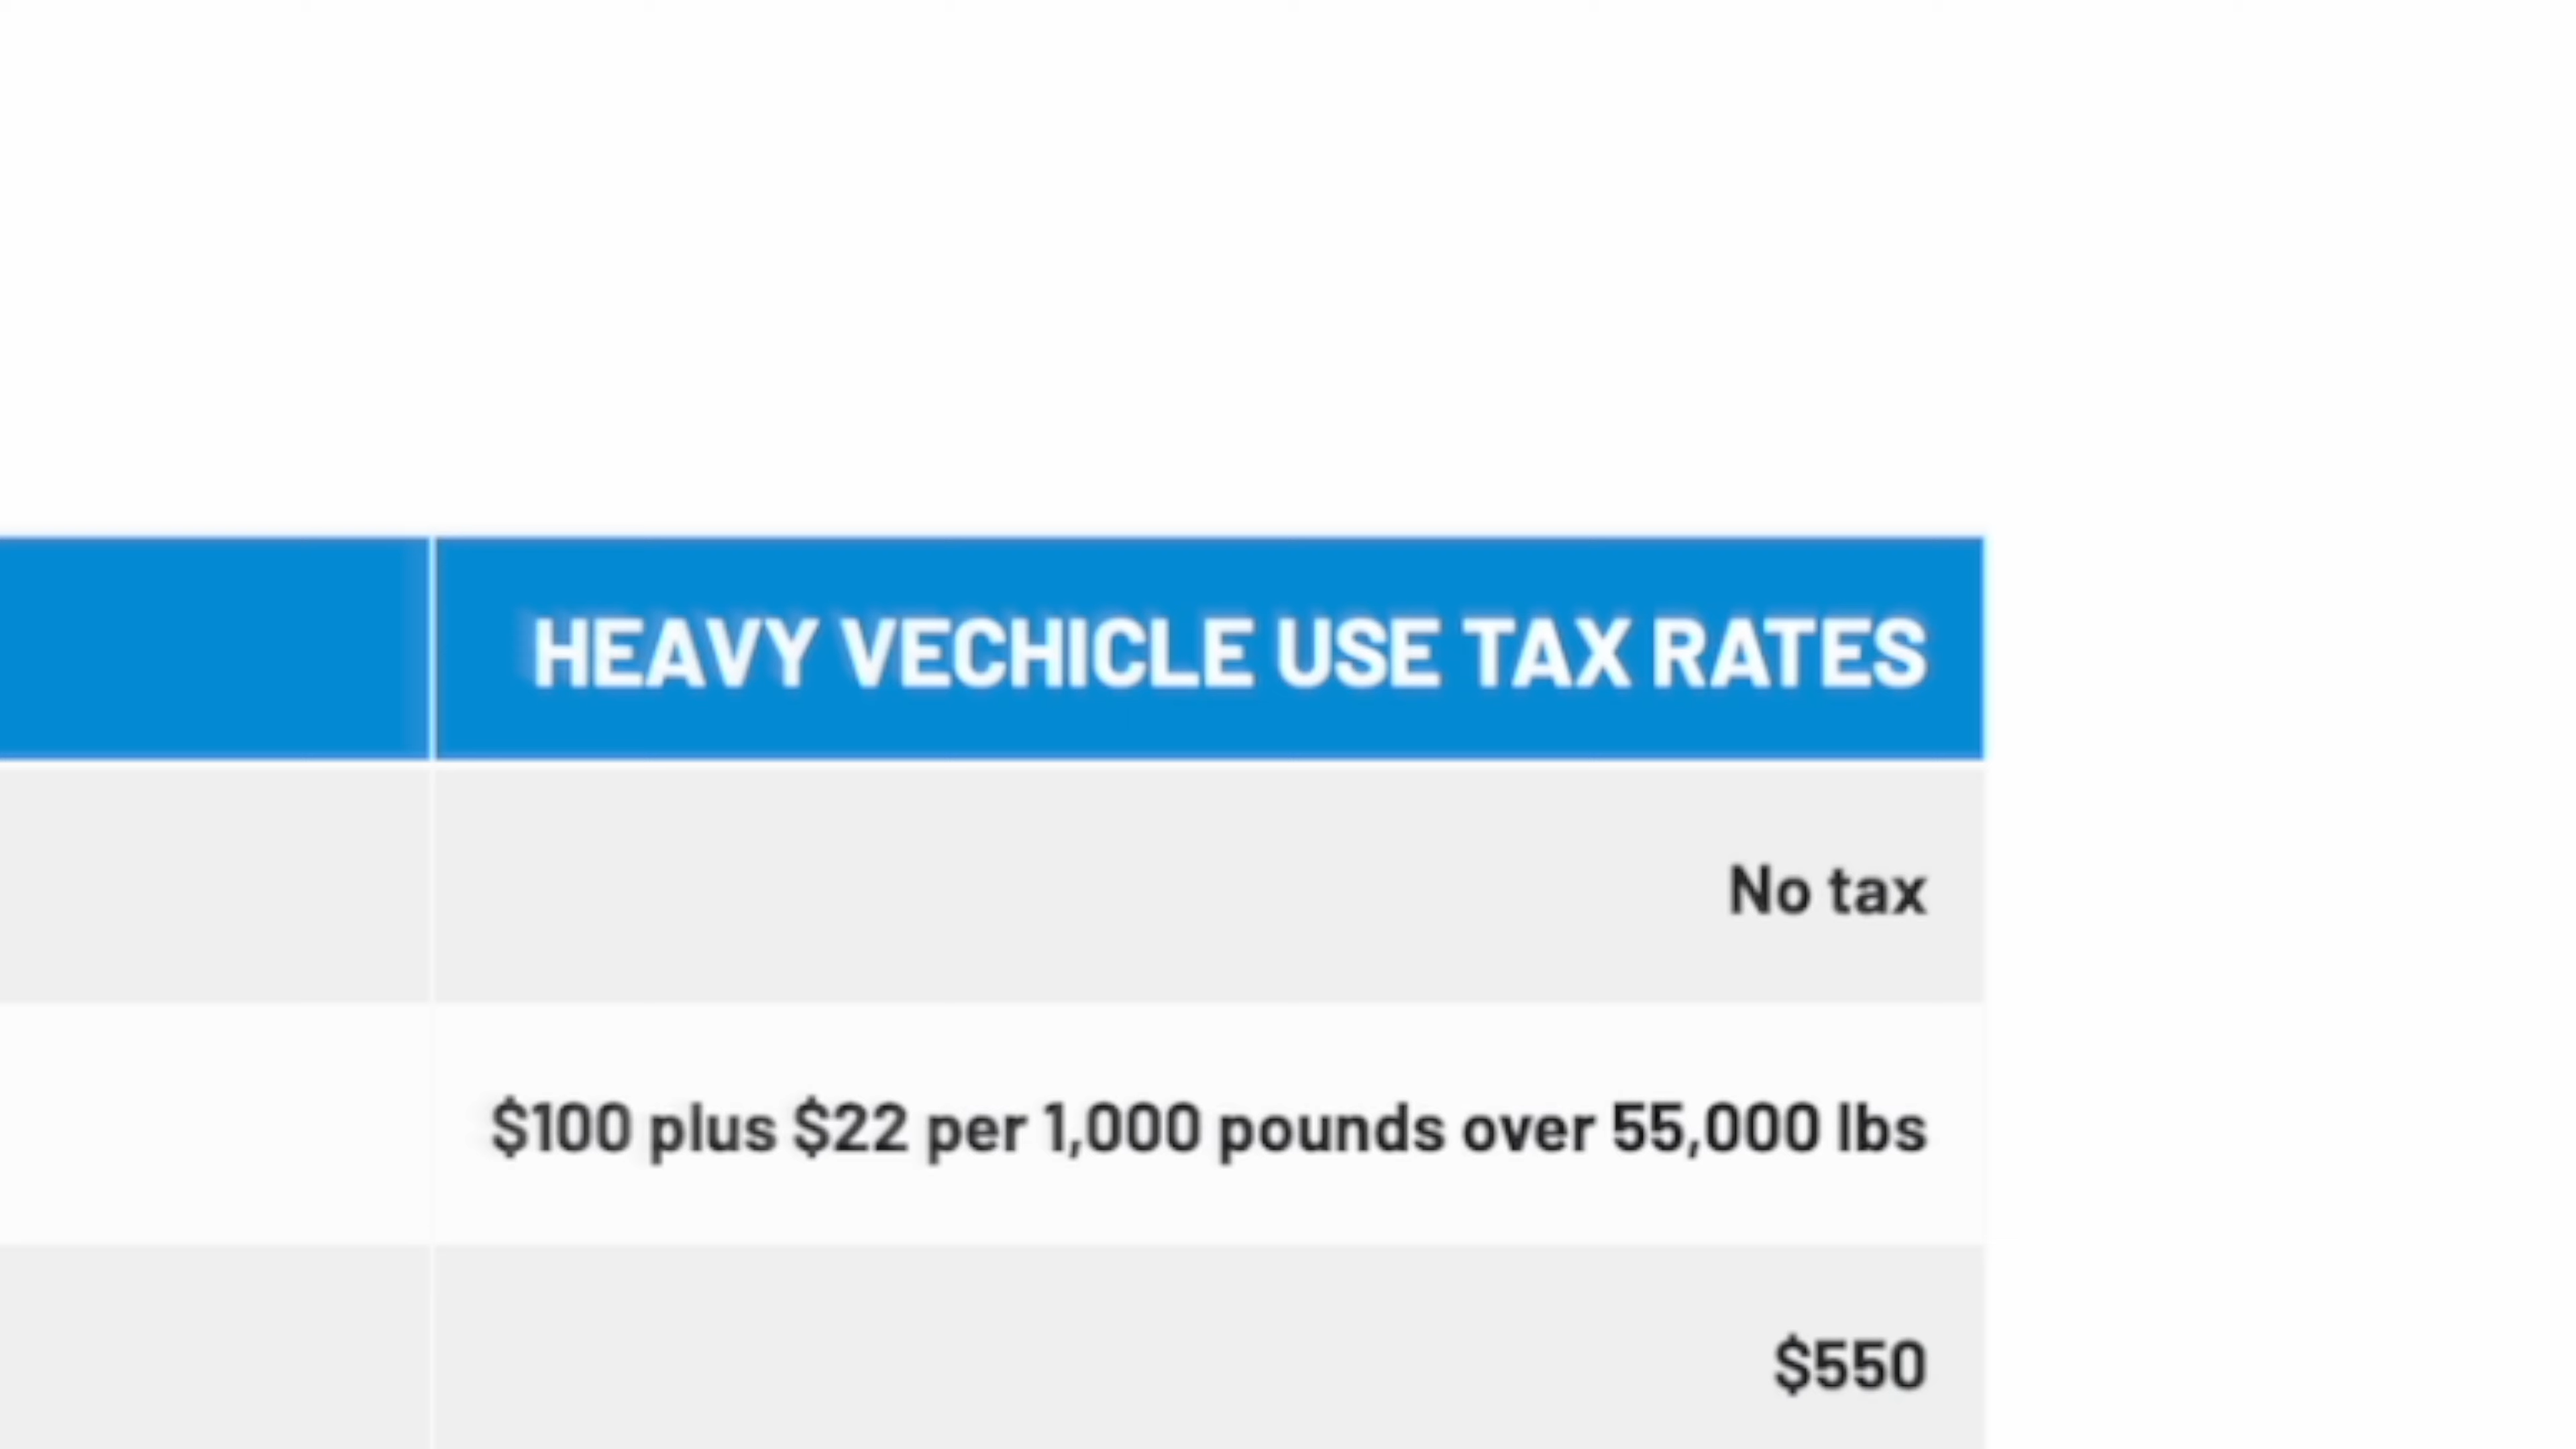 HEAVY VECHICLE USE TAX RATES
No tax
$100 plus $22 per 1,000 pounds over 55,000 lbs
$550